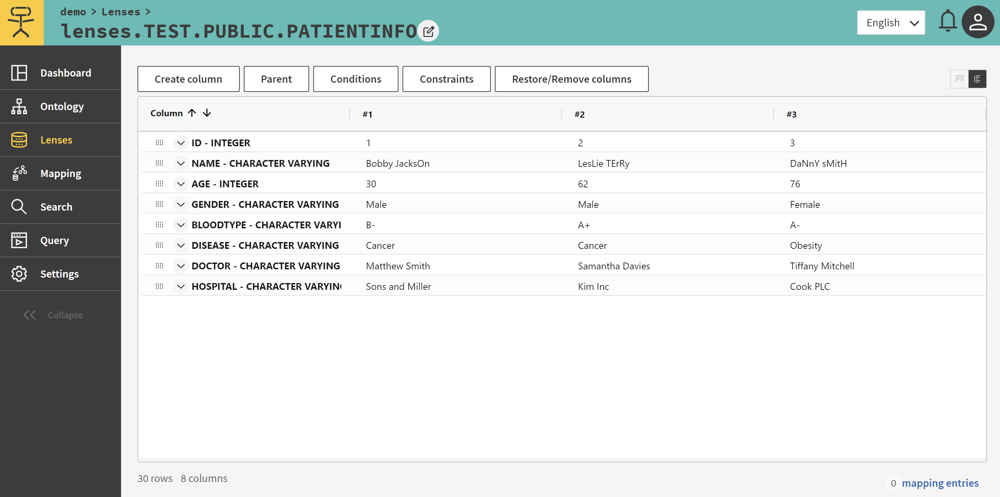 demo > Lenses >
lenses.TEST.PUBLIC.PATIENTINFO
English
Dashboard
Ontology
Lenses
Mapping
Search
Query
Settings
Collapse
Create column Parent Conditions Constraints Restore/Remove columns
Column #1 #2 #3
ID - INTEGER 1 2 3
NAME - CHARACTER VARYING Bobby JacksOn LesLie TErRy DaNnY sMitH
AGE - INTEGER 30 62 76
GENDER - CHARACTER VARYING Male Male Female
BLOODTYPE - CHARACTER VARYI B- A+ A-
DISEASE - CHARACTER VARYING Cancer Cancer Obesity
DOCTOR - CHARACTER VARYING Matthew Smith Samantha Davies Tiffany Mitchell
HOSPITAL - CHARACTER VARYIN Sons and Miller Kim Inc Cook PLC
30 rows 8 columns
0 mapping entries